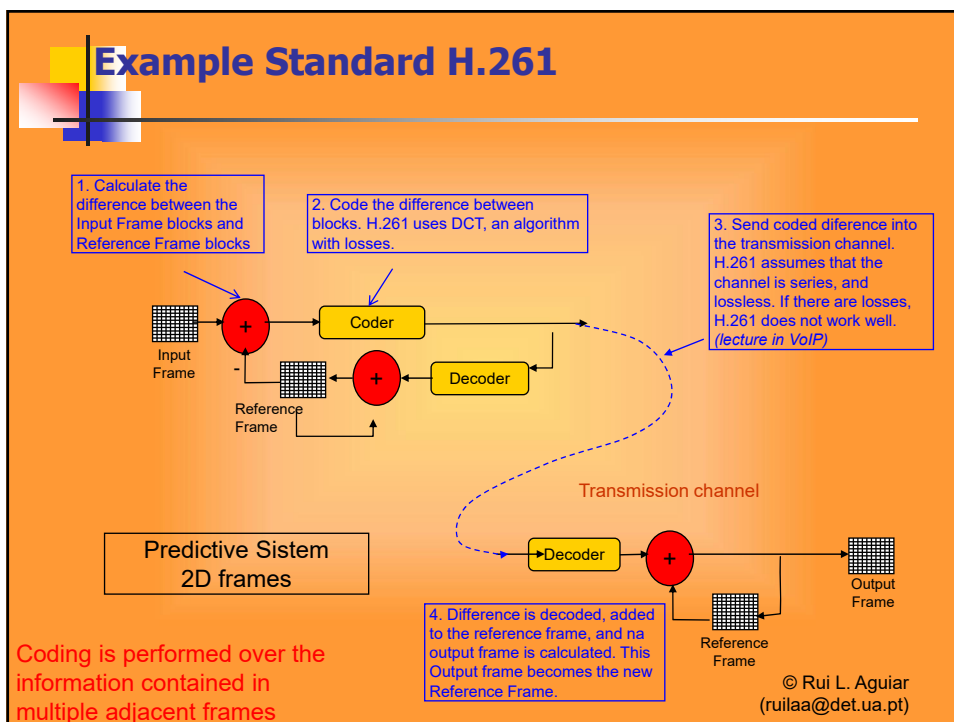 Example Standard H.261
1. Calculate the
difference between the
Input Frame blocks and
Reference Frame blocks
2. Code the difference between
blocks. H.261 uses DCT, an algorithm
with losses.
3. Send coded diference into
the transmission channel.
H.261 assumes that the
channel is series, and
lossless. If there are losses,
H.261 does not work well.
(lecture in VoIP)
Input
Frame
+
Coder
-
Reference
Frame
+
Decoder
Transmission channel
Predictive Sistem
2D frames
Decoder
+
Output
Frame
Reference
Frame
4. Difference is decoded, added
to the reference frame, and na
output frame is calculated. This
Output frame becomes the new
Reference Frame.
Coding is performed over the
information contained in
multiple adjacent frames
© Rui L. Aguiar
(ruilaa@det.ua.pt)